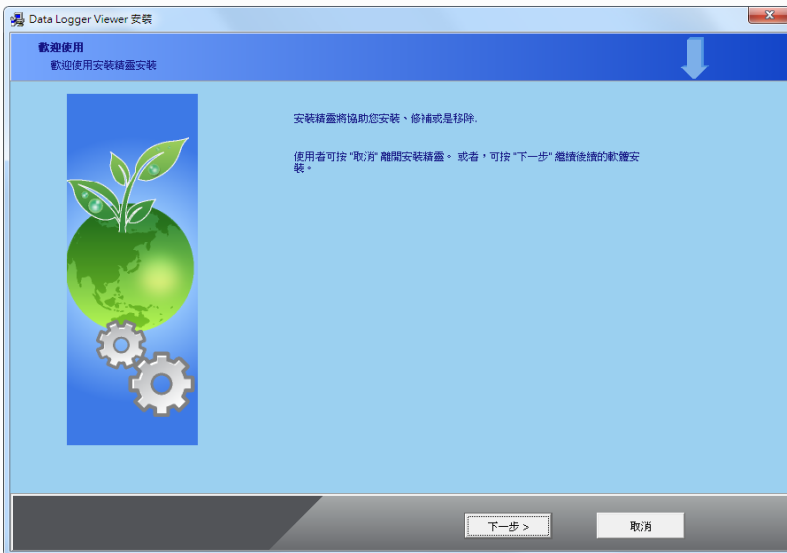 Data Logger Viewer 安裝
歡迎使用
歡迎使用安裝精靈安裝
安裝精靈將協助您安裝、修補或是移除.
使用者可按 "取消" 離開安裝精靈。 或者，可按 "下一步" 繼續後續的軟體安
裝。
下一步 >
取消